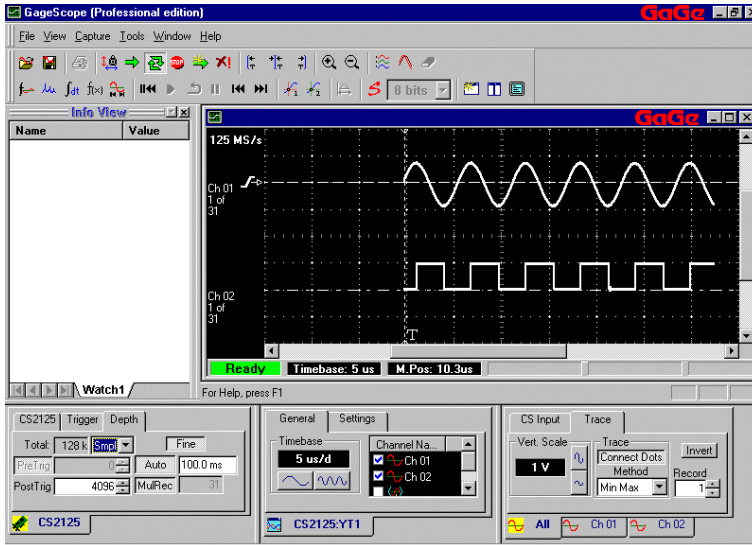 GageScope (Professional edition)
GaGe
File View Capture Tools Window Help
STOP
∫dt f(x)
8 bits
Info View
Name Value
GaGe
125 MS/s
Ch 01
1 of
31
Ch 02
1 of
31
T
Ready Timebase: 5 us M.Pos: 10.3us
Watch1
For Help, press F1
CS2125 Trigger Depth
Total: 128 k Smpl Fine
PreTrig 0 Auto 100.0 ms
PostTrig 4096 MulRec 31
CS2125
General Settings
Timebase
5 us/d
Channel Na...
Ch 01
Ch 02
CS2125:YT1
CS Input Trace
Vert. Scale
1 V
Trace
Connect Dots
Method
Min Max
Invert
Record
1
All Ch 01 Ch 02